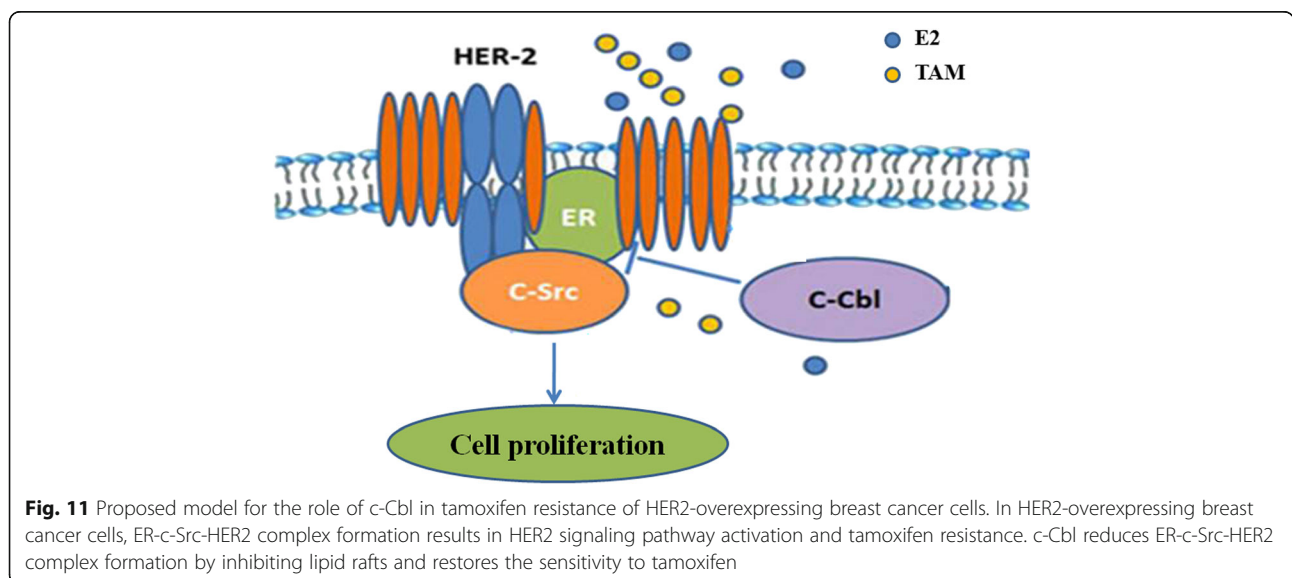 HER-2
E2
TAM
ER
C-Src
C-Cbl
Cell proliferation
Fig. 11 Proposed model for the role of c-Cbl in tamoxifen resistance of HER2-overexpressing breast cancer cells. In HER2-overexpressing breast
cancer cells, ER-c-Src-HER2 complex formation results in HER2 signaling pathway activation and tamoxifen resistance. c-Cbl reduces ER-c-Src-HER2
complex formation by inhibiting lipid rafts and restores the sensitivity to tamoxifen